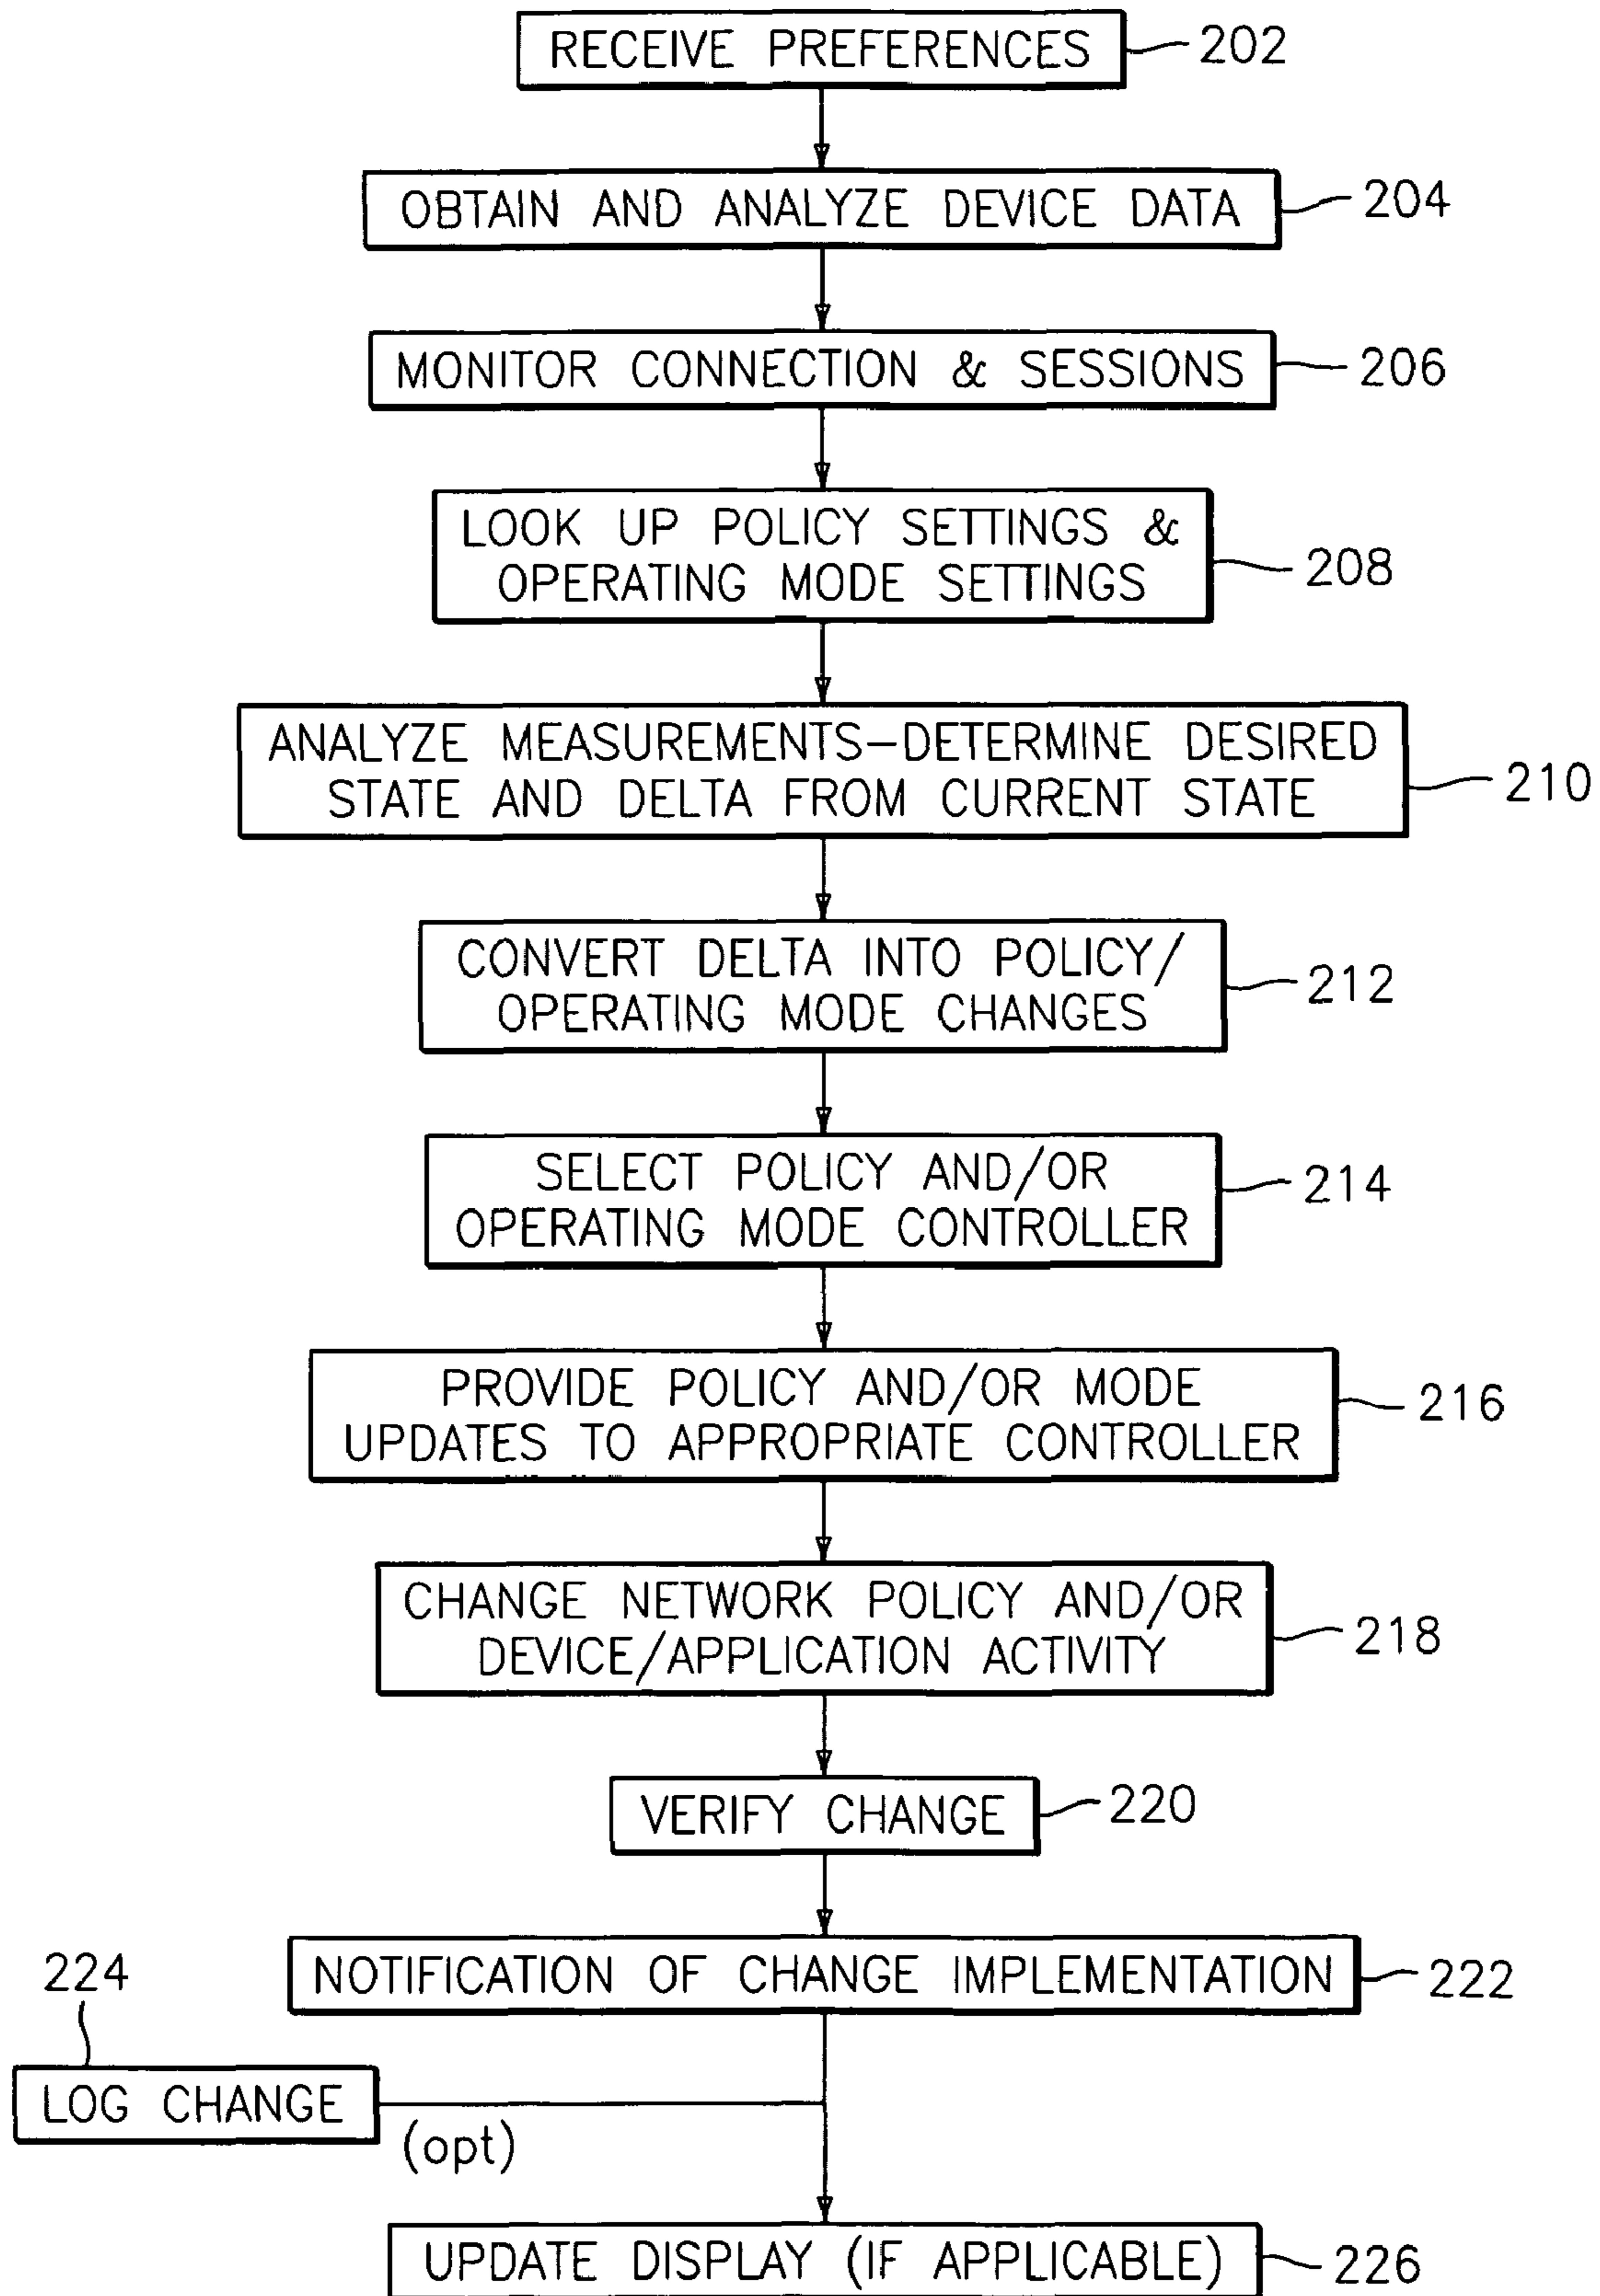 RECEIVE PREFERENCES
202
OBTAIN AND ANALYZE DEVICE DATA
204
MONITOR CONNECTION & SESSIONS
206
LOOK UP POLICY SETTINGS &
OPERATING MODE SETTINGS
208
ANALYZE MEASUREMENTS–DETERMINE DESIRED
STATE AND DELTA FROM CURRENT STATE
210
CONVERT DELTA INTO POLICY/
OPERATING MODE CHANGES
212
SELECT POLICY AND/OR
OPERATING MODE CONTROLLER
214
PROVIDE POLICY AND/OR MODE
UPDATES TO APPROPRIATE CONTROLLER
216
CHANGE NETWORK POLICY AND/OR
DEVICE/APPLICATION ACTIVITY
218
VERIFY CHANGE
220
NOTIFICATION OF CHANGE IMPLEMENTATION
222
224
LOG CHANGE
(opt)
UPDATE DISPLAY (IF APPLICABLE)
226